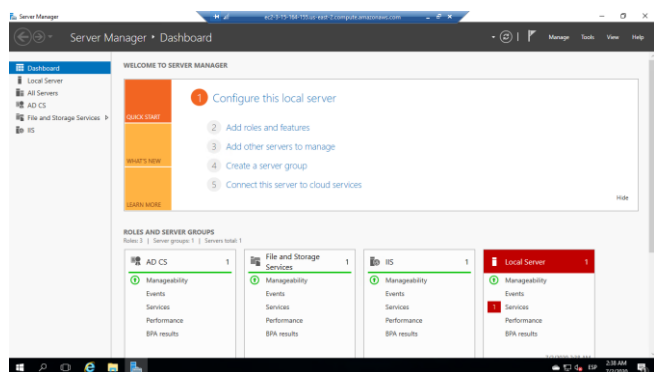 Server Manager
ec2-3-15-164-155.us-east-2.compute.amazonaws.com
Server Manager • Dashboard
Manage Tools View Help
Dashboard
Local Server
All Servers
AD CS
File and Storage Services
IIS
WELCOME TO SERVER MANAGER
QUICK START
WHAT'S NEW
LEARN MORE
1 Configure this local server
2 Add roles and features
3 Add other servers to manage
4 Create a server group
5 Connect this server to cloud services
Hide
ROLES AND SERVER GROUPS
Roles: 3 | Server groups: 1 | Servers total: 1
AD CS 1
Manageability
Events
Services
Performance
BPA results
File and Storage Services 1
Manageability
Events
Services
Performance
BPA results
IIS 1
Manageability
Events
Services
Performance
BPA results
Local Server 1
Manageability
Events
1 Services
Performance
BPA results
ESP
2:38 AM